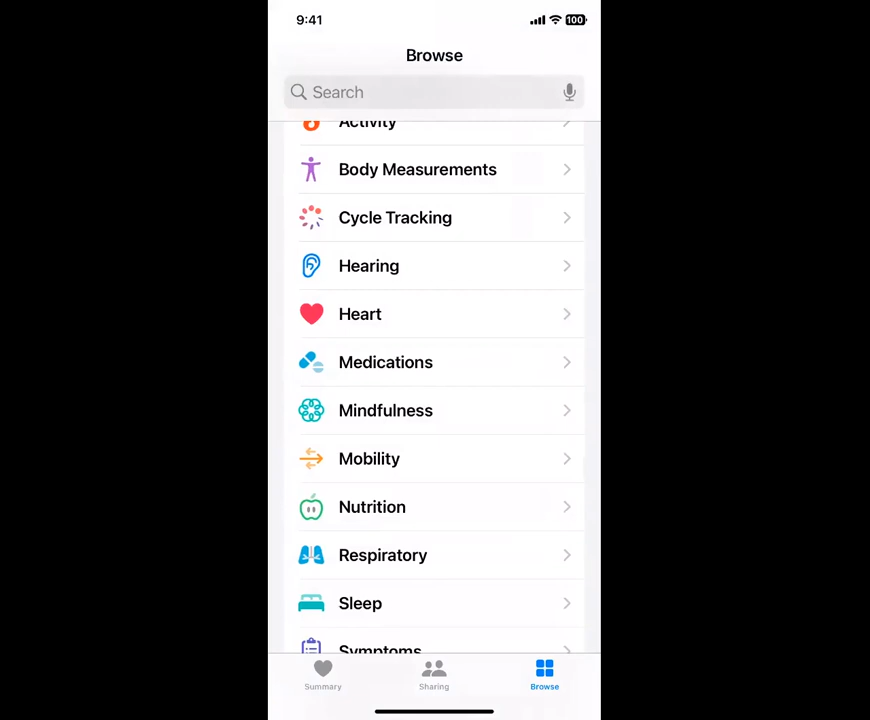 9:41
100
Browse
Search
Activity
Body Measurements
Cycle Tracking
Hearing
Heart
Medications
Mindfulness
Mobility
Nutrition
Respiratory
Sleep
Symptoms
Summary
Sharing
Browse